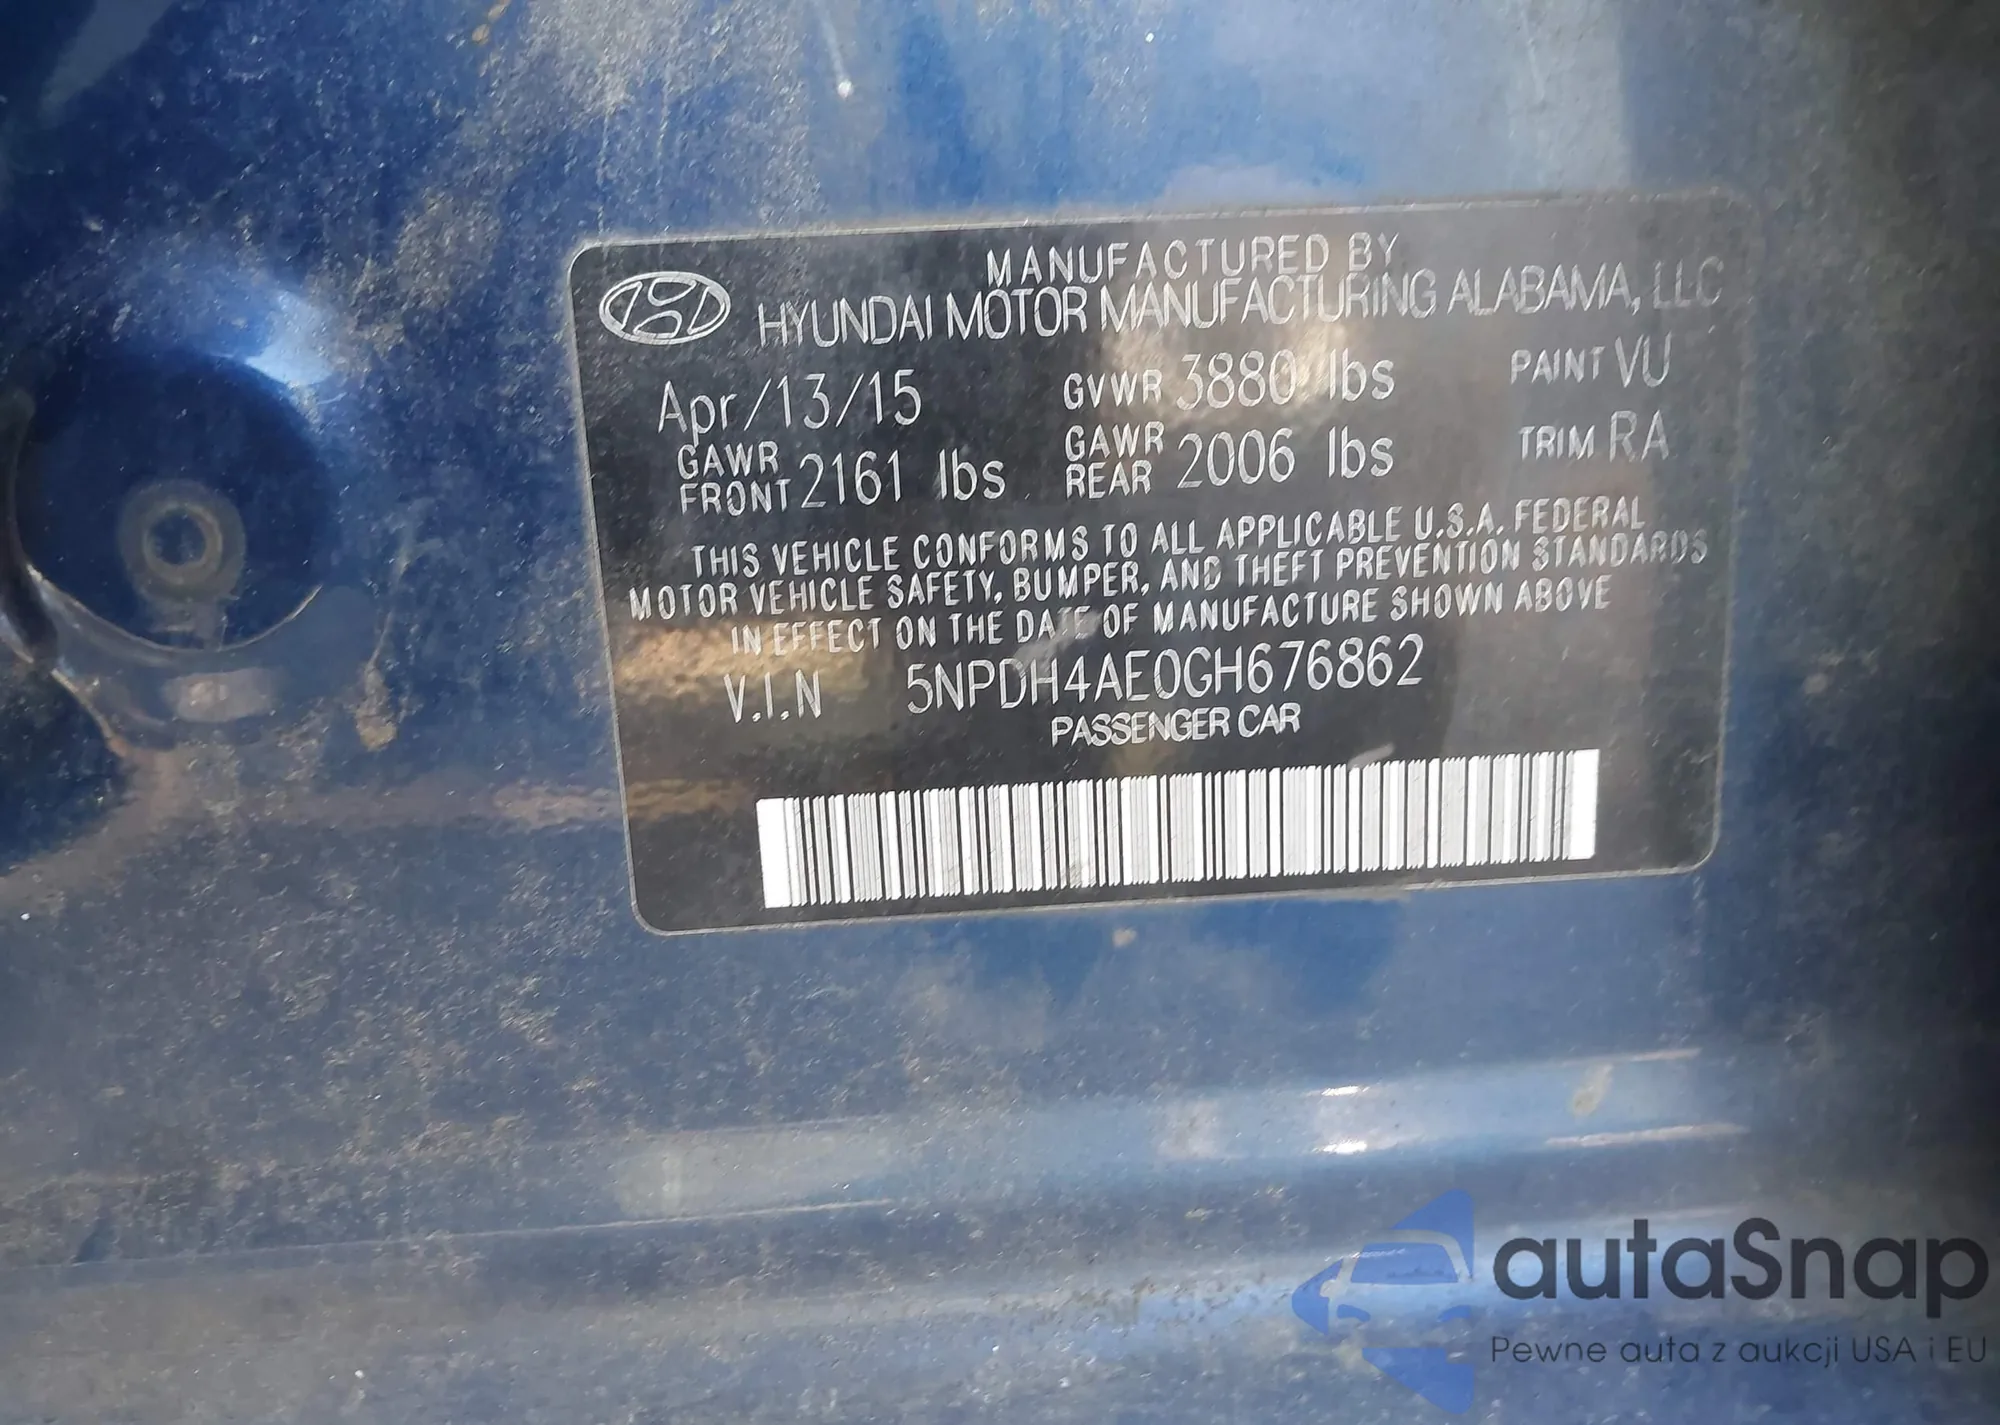 MANUFACTURED BY
HYUNDAI MOTOR MANUFACTURING ALABAMA, LLC
Apr/13/15 GVWR 3880 lbs PAINT VU
GAWR FRONT 2161 lbs GAWR REAR 2006 lbs TRIM RA
THIS VEHICLE CONFORMS TO ALL APPLICABLE U.S.A. FEDERAL
MOTOR VEHICLE SAFETY, BUMPER, AND THEFT PREVENTION STANDARDS
IN EFFECT ON THE DATE OF MANUFACTURE SHOWN ABOVE
V.I.N 5NPDH4AE0GH676862
PASSENGER CAR
autaSnap
Pewne auta z aukcji USA i EU